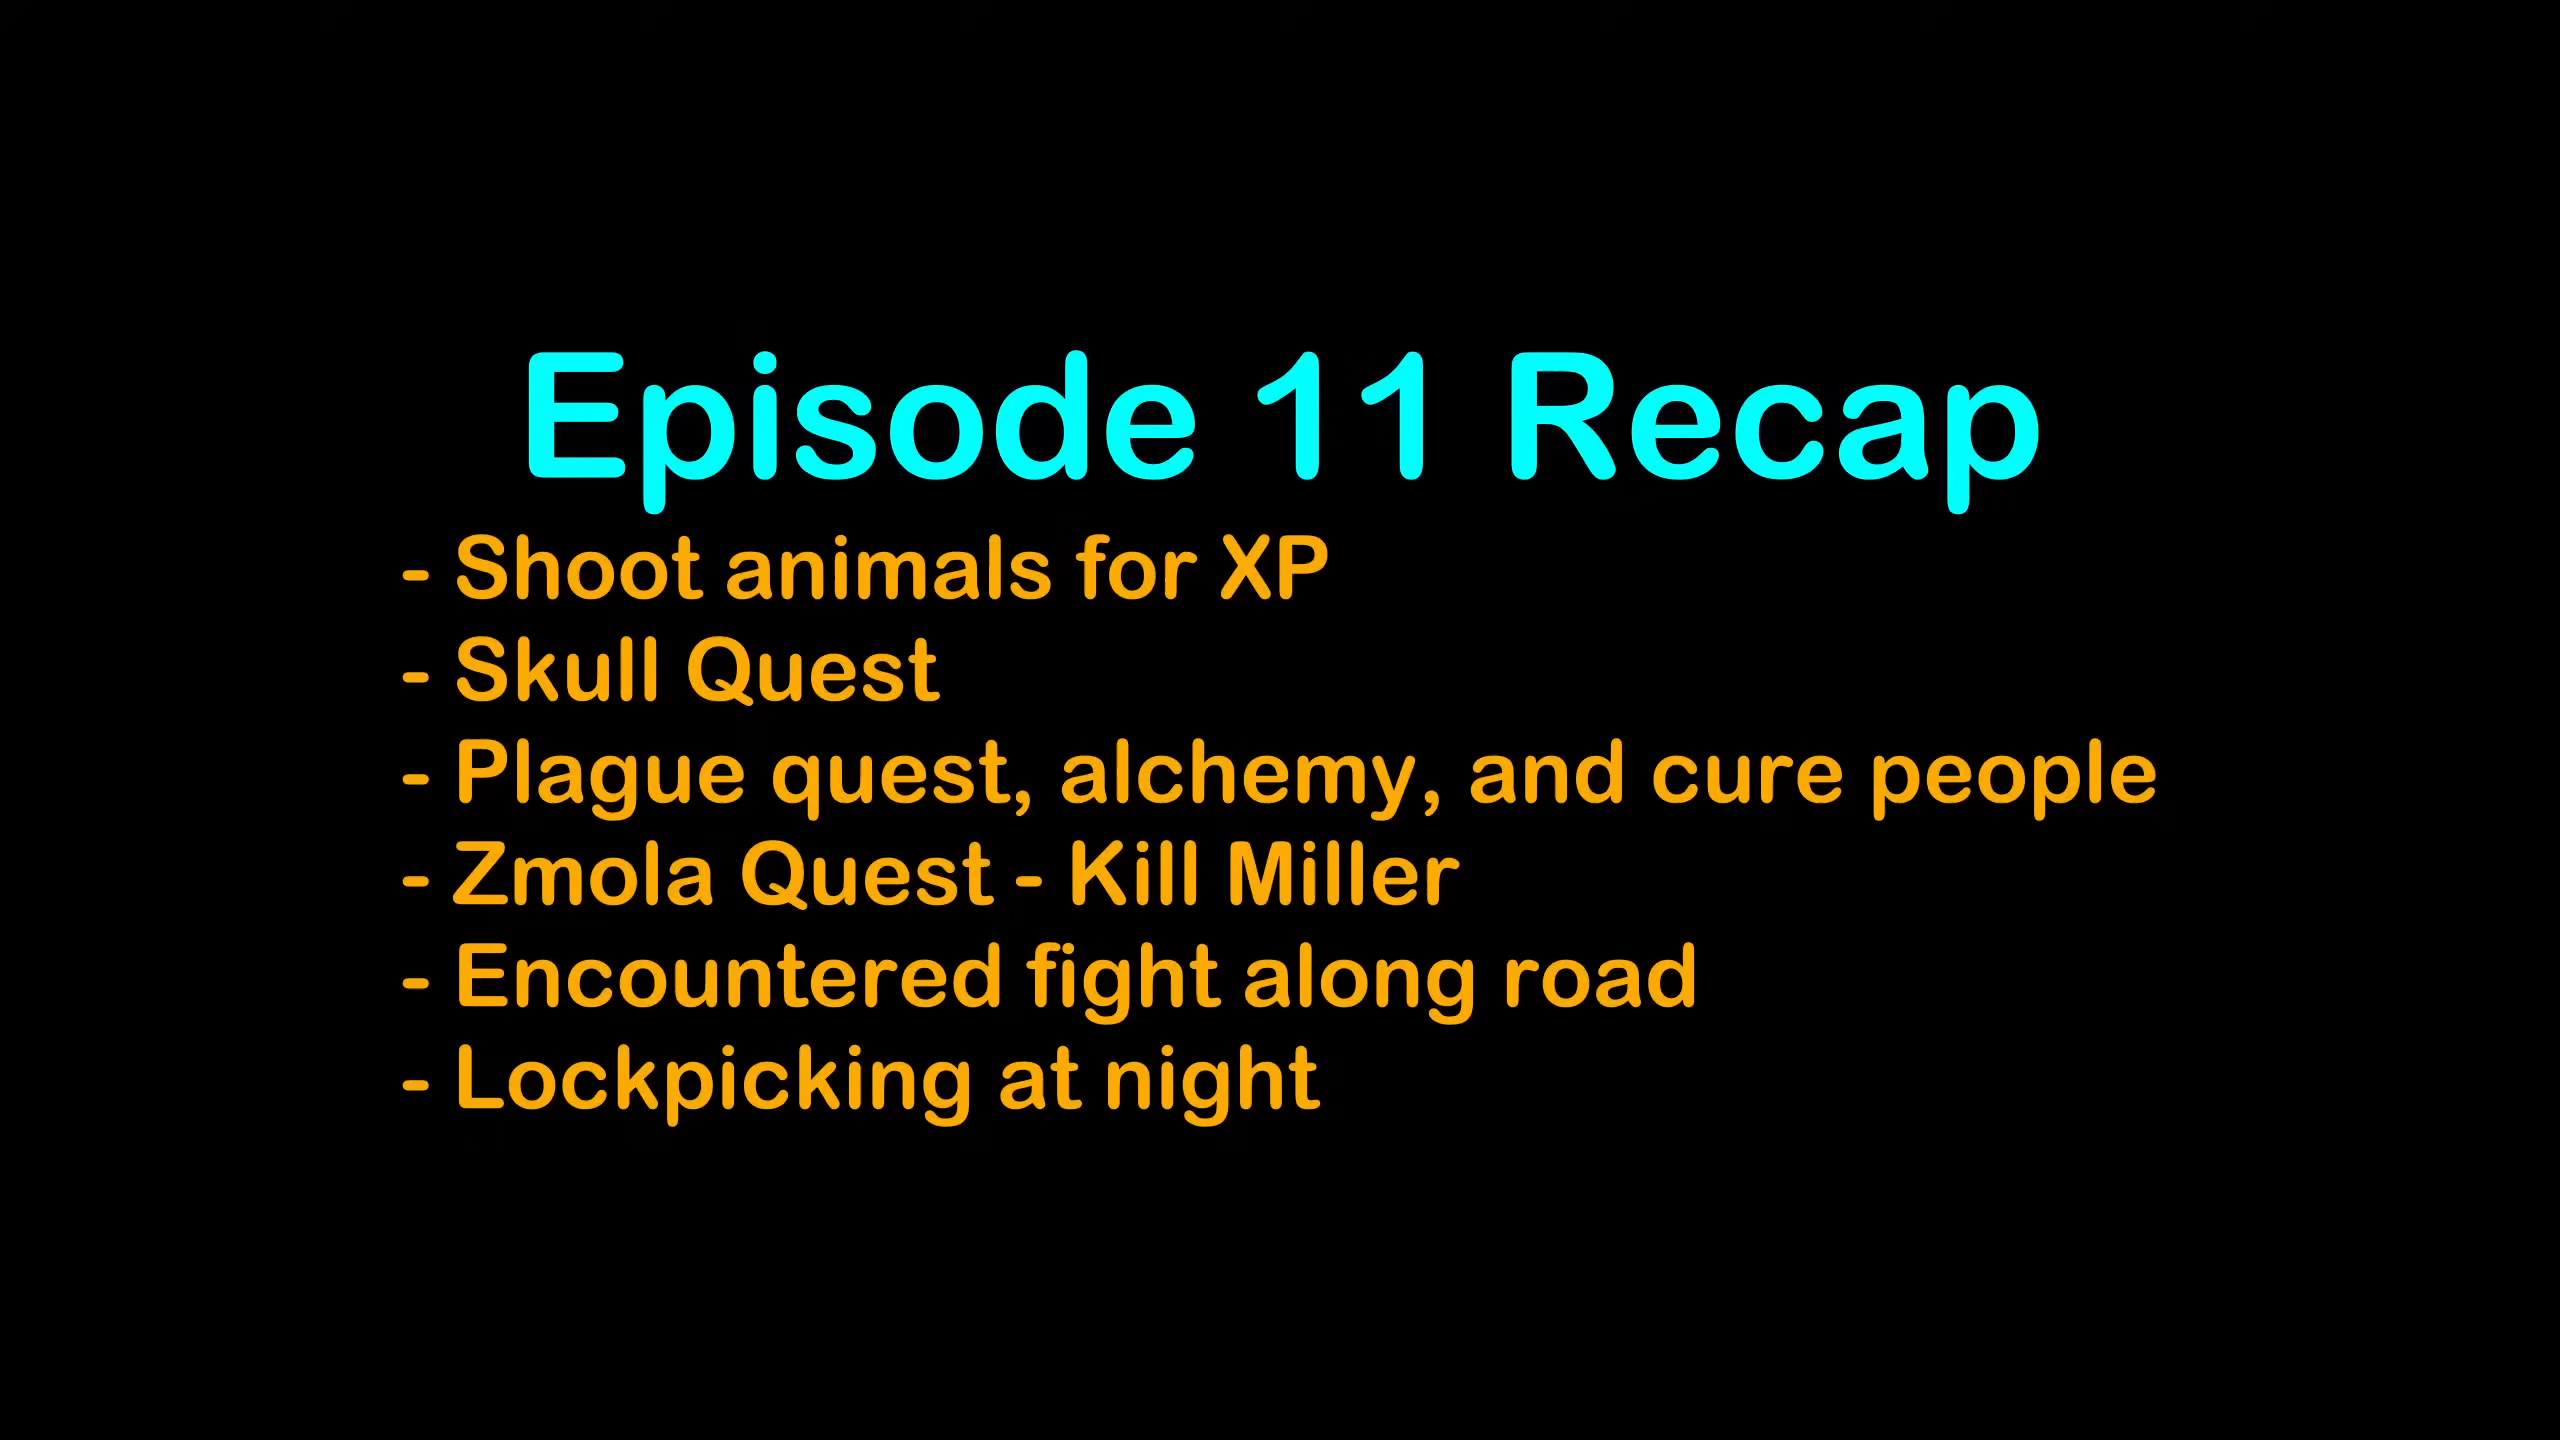 Episode 11 Recap
- Shoot animals for XP
- Skull Quest
- Plague quest, alchemy, and cure people
- Zmola Quest - Kill Miller
- Encountered fight along road
- Lockpicking at night